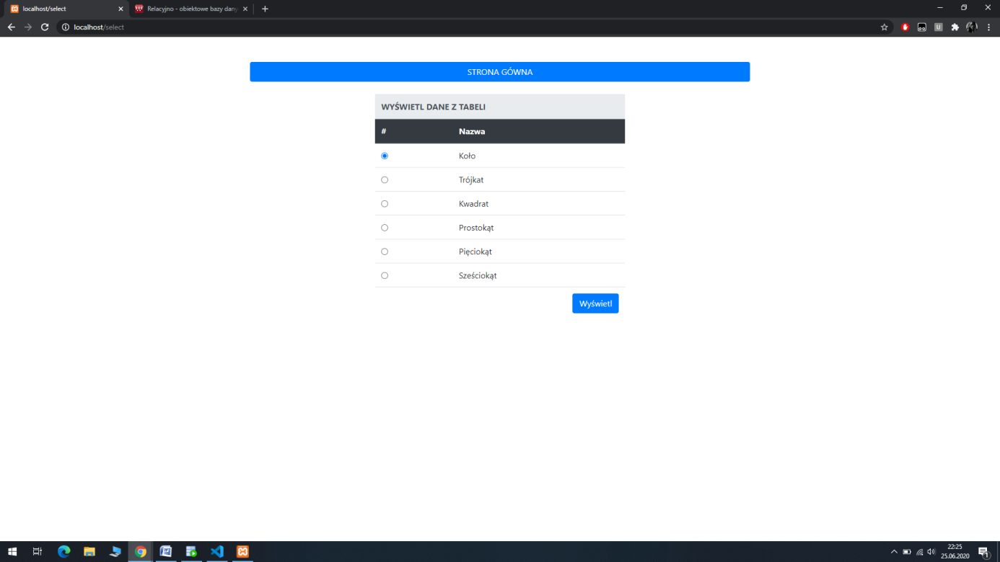 localhost/select
Relacyjno - obiektowe bazy dany
localhost/select
U
STRONA GÓWNA
WYŚWIETL DANE Z TABELI
# Nazwa
Koło
Trójkat
Kwadrat
Prostokąt
Pięciokąt
Sześciokąt
Wyświetl
22:25
25.06.2020
1